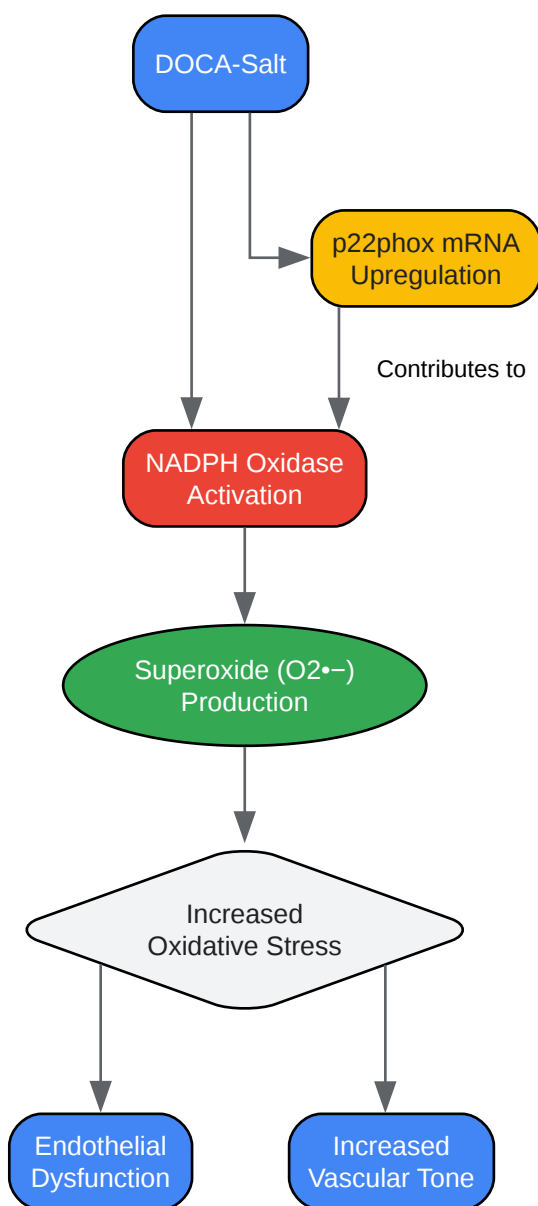 DOCA-Salt
p22phox mRNA
Upregulation
Contributes to
NADPH Oxidase
Activation
Superoxide (O2•−)
Production
Increased
Oxidative Stress
Endothelial
Dysfunction
Increased
Vascular Tone